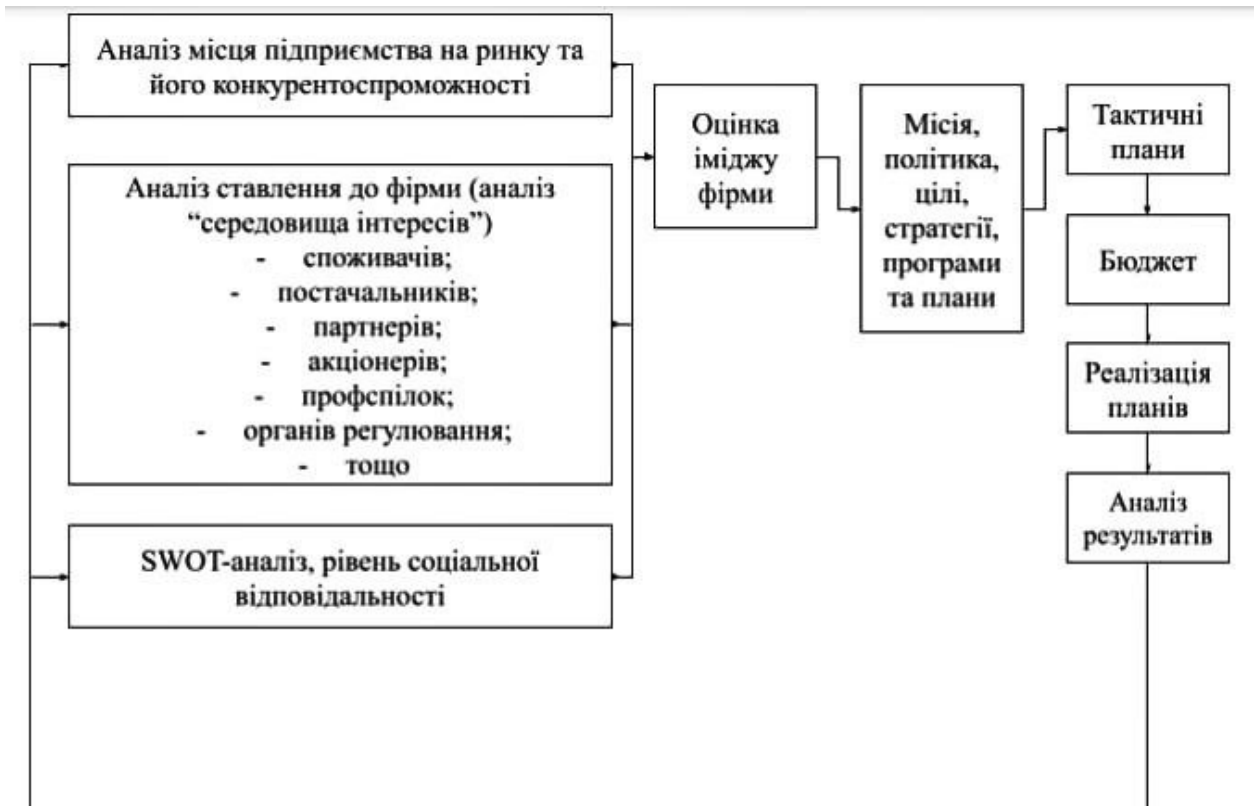 Аналіз місця підприємства на ринку та
його конкурентоспроможності
Аналіз ставлення до фірми (аналіз
“середовища інтересів”)
- споживачів;
- постачальників;
- партнерів;
- акціонерів;
- профспілок;
- органів регулювання;
- тощо
SWOT-аналіз, рівень соціальної
відповідальності
Оцінка
іміджу
фірми
Місія,
політика,
цілі,
стратегії,
програми
та плани
Тактичні
плани
Бюджет
Реалізація
планів
Аналіз
результатів